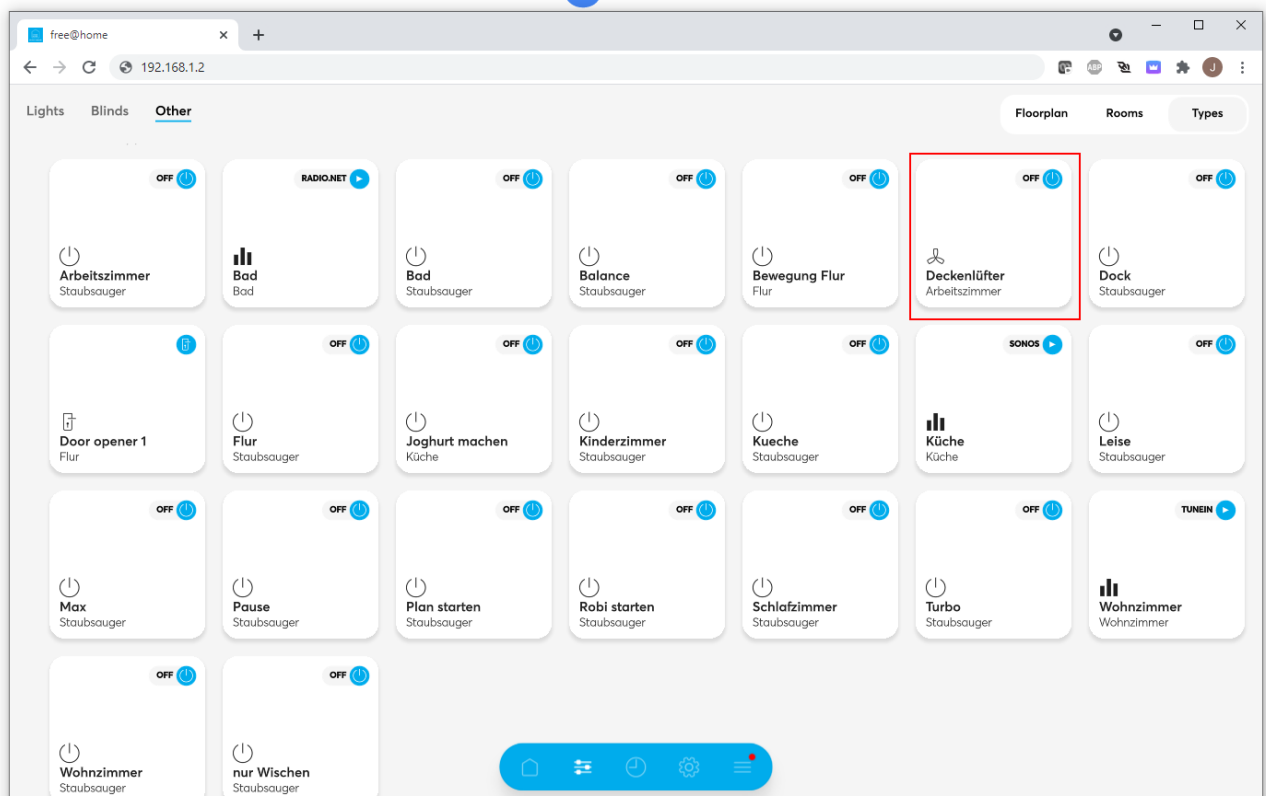 free@home
192.168.1.2
ABP
J
Lights Blinds Other
Floorplan Rooms Types
OFF
Arbeitszimmer
Staubsauger
RADIO.NET
Bad
Bad
OFF
Bad
Staubsauger
OFF
Balance
Staubsauger
OFF
Bewegung Flur
Flur
OFF
Deckenlüfter
Arbeitszimmer
OFF
Dock
Staubsauger
Door opener 1
Flur
OFF
Flur
Staubsauger
OFF
Joghurt machen
Küche
OFF
Kinderzimmer
Staubsauger
OFF
Kueche
Staubsauger
SONOS
Küche
Küche
OFF
Leise
Staubsauger
OFF
Max
Staubsauger
OFF
Pause
Staubsauger
OFF
Plan starten
Staubsauger
OFF
Robi starten
Staubsauger
OFF
Schlafzimmer
Staubsauger
OFF
Turbo
Staubsauger
TUNEIN
Wohnzimmer
Wohnzimmer
OFF
Wohnzimmer
Staubsauger
OFF
nur Wischen
Staubsauger